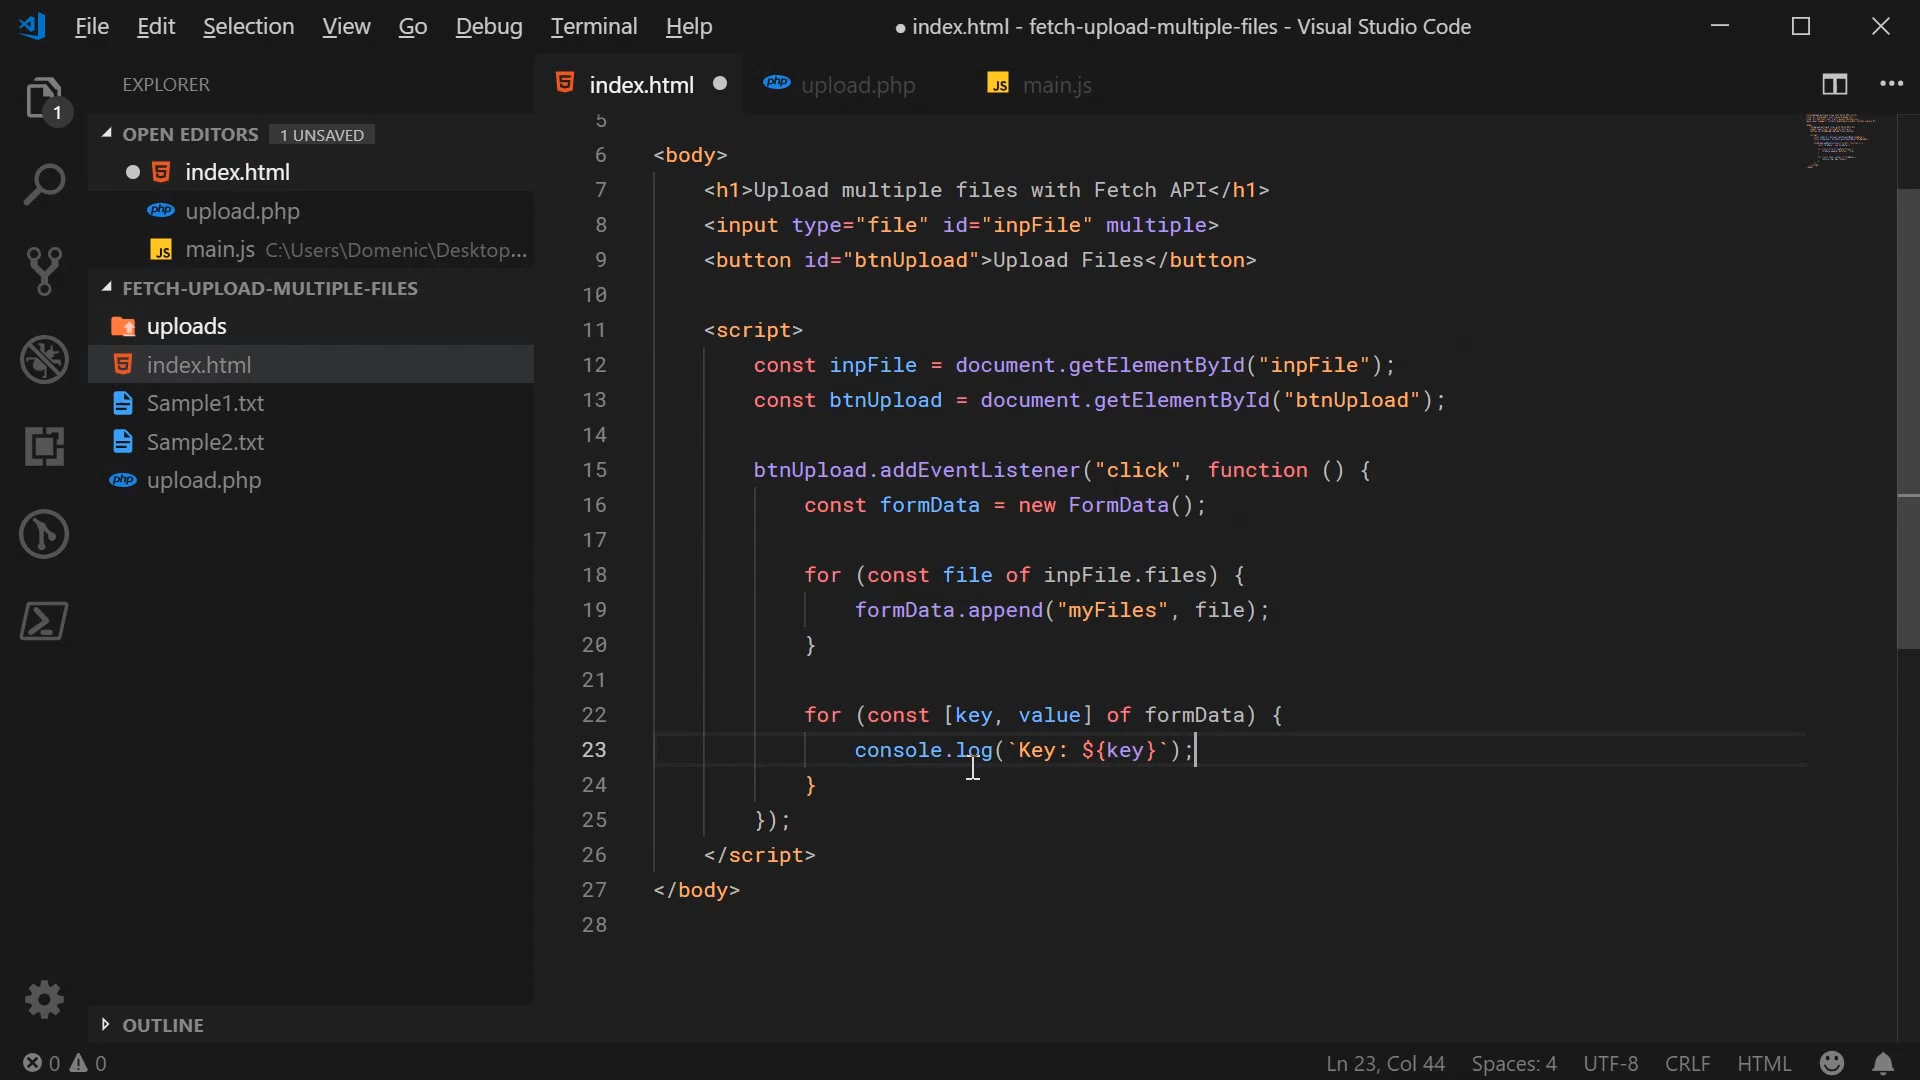 File Edit Selection View Go Debug Terminal Help ● index.html - fetch-upload-multiple-files - Visual Studio Code
EXPLORER
index.html upload.php main.js
1
OPEN EDITORS 1 UNSAVED
index.html
upload.php
main.js C:\Users\Domenic\Desktop...
FETCH-UPLOAD-MULTIPLE-FILES
uploads
index.html
Sample1.txt
Sample2.txt
upload.php
OUTLINE
5
6 <body>
7 <h1>Upload multiple files with Fetch API</h1>
8 <input type="file" id="inpFile" multiple>
9 <button id="btnUpload">Upload Files</button>
10
11 <script>
12 const inpFile = document.getElementById("inpFile");
13 const btnUpload = document.getElementById("btnUpload");
14
15 btnUpload.addEventListener("click", function () {
16 const formData = new FormData();
17
18 for (const file of inpFile.files) {
19 formData.append("myFiles", file);
20 }
21
22 for (const [key, value] of formData) {
23 console.log(`Key: ${key}`);
24 }
25 });
26 </script>
27 </body>
28
0 0 Ln 23, Col 44 Spaces: 4 UTF-8 CRLF HTML